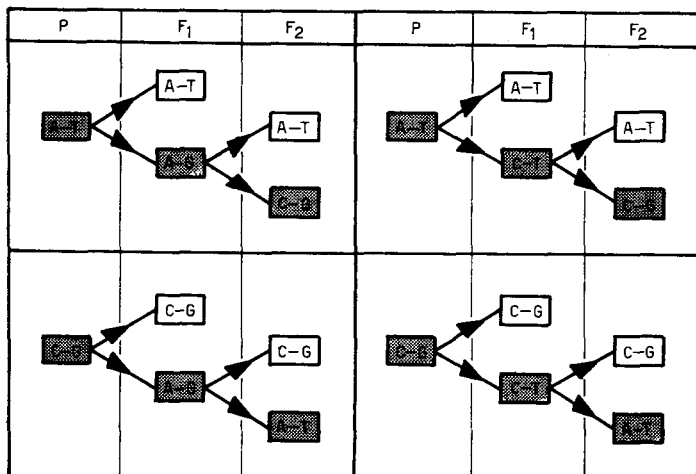 P F₁ F₂ P F₁ F₂
A–T A–T
A–T A–T A–T A–T
A–G C–T
C–G C–G
C–G C–G
C–G C–G C–G C–G
A–G C–T
A–T A–T